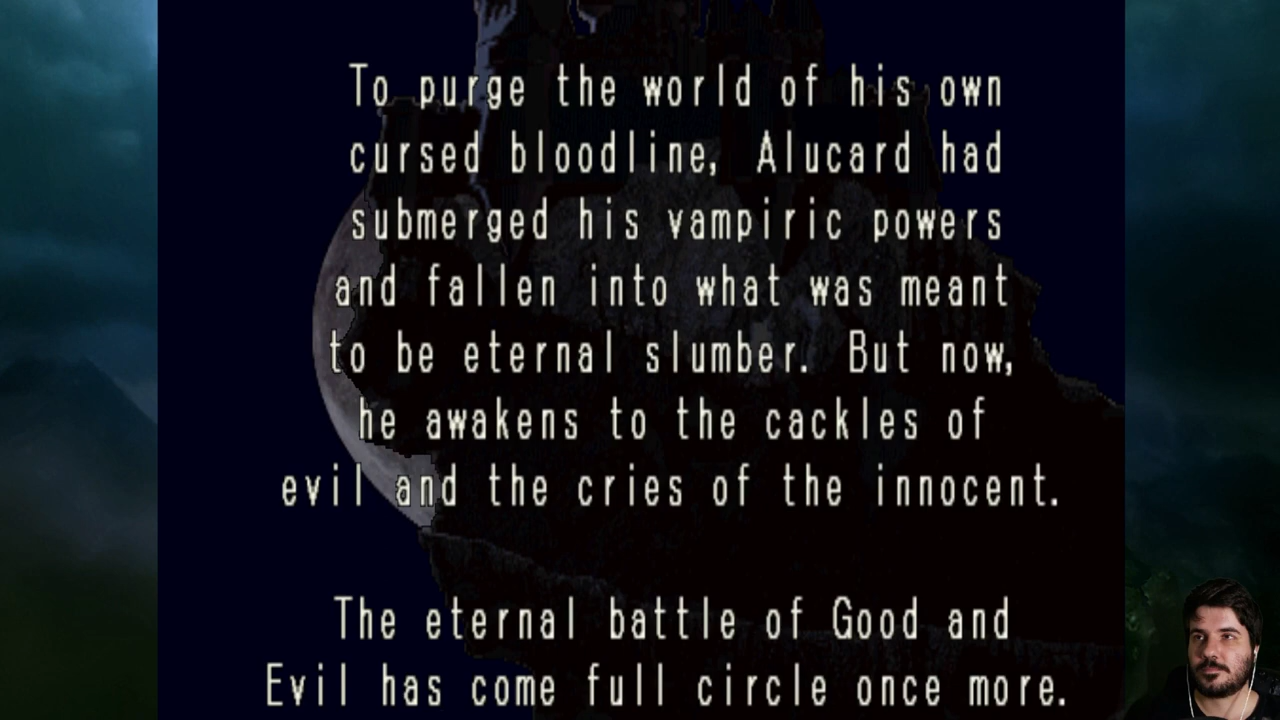 To purge the world of his own
cursed bloodline, Alucard had
submerged his vampiric powers
and fallen into what was meant
to be eternal slumber. But now,
he awakens to the cackles of
evil and the cries of the innocent.
The eternal battle of Good and
Evil has come full circle once more.